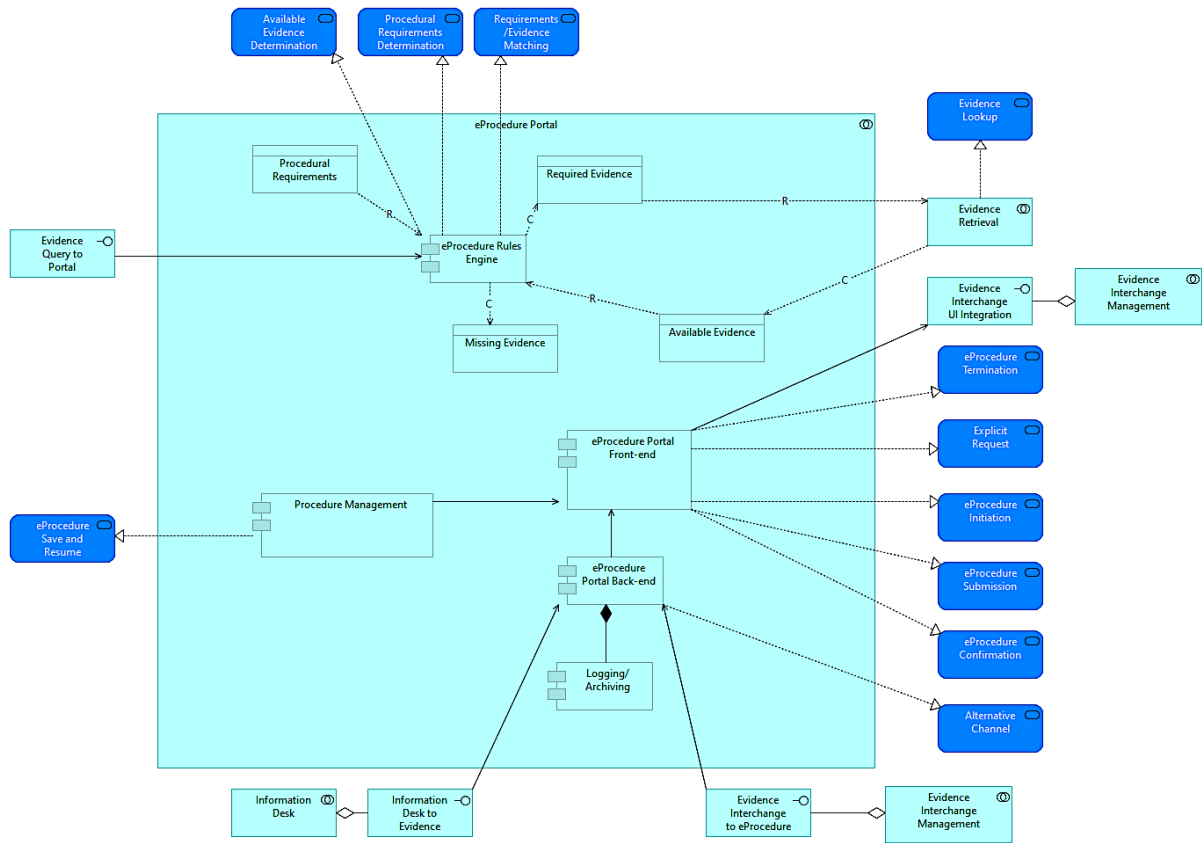 Available
Evidence
Determination
Procedural
Requirements
Determination
Requirements
/Evidence
Matching
eProcedure Portal
Evidence
Lookup
Procedural
Requirements
Required Evidence
R
R
C
Evidence
Retrieval
Evidence
Query to
Portal
eProcedure Rules
Engine
C
R
C
Missing Evidence
Available Evidence
Evidence
Interchange
UI Integration
Evidence
Interchange
Management
eProcedure
Termination
eProcedure Portal
Front-end
Explicit
Request
Procedure Management
eProcedure
Initiation
eProcedure
Save and
Resume
eProcedure
Portal Back-end
eProcedure
Submission
eProcedure
Confirmation
Logging/
Archiving
Alternative
Channel
Information
Desk
Information
Desk to
Evidence
Evidence
Interchange
to eProcedure
Evidence
Interchange
Management